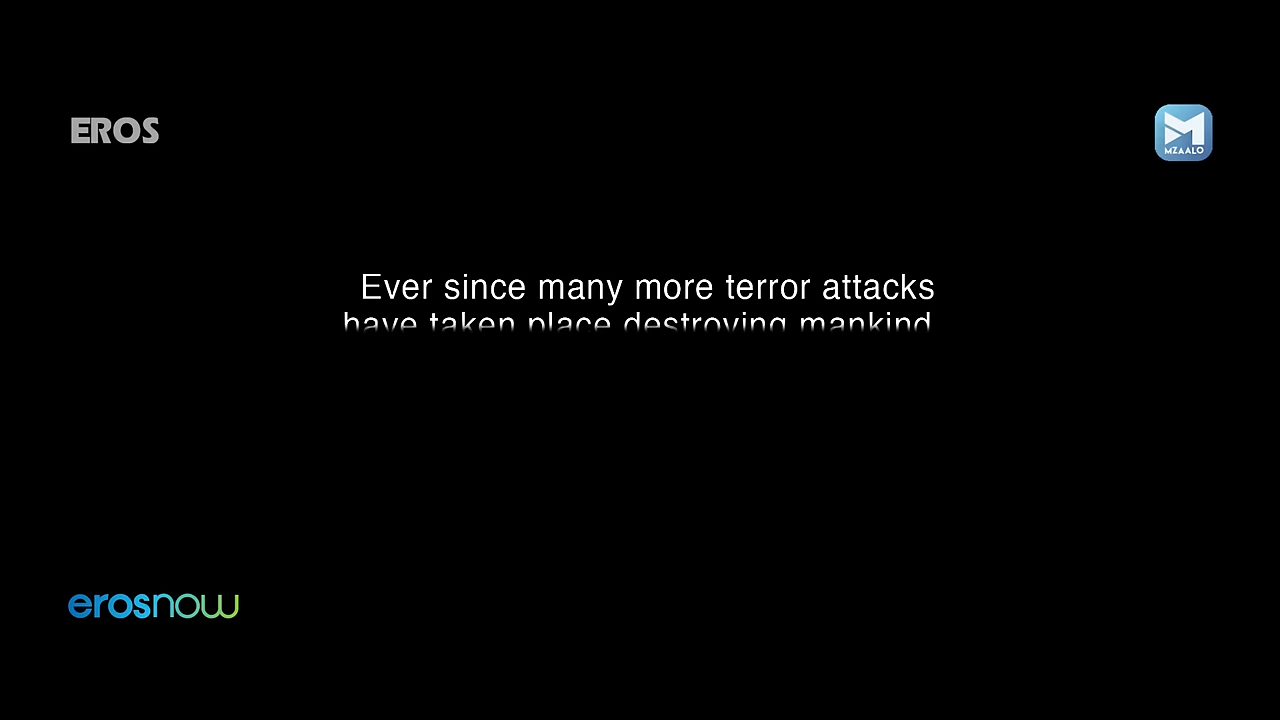 EROS
MZAALO
Ever since many more terror attacks
have taken place destroying mankind
erosnow